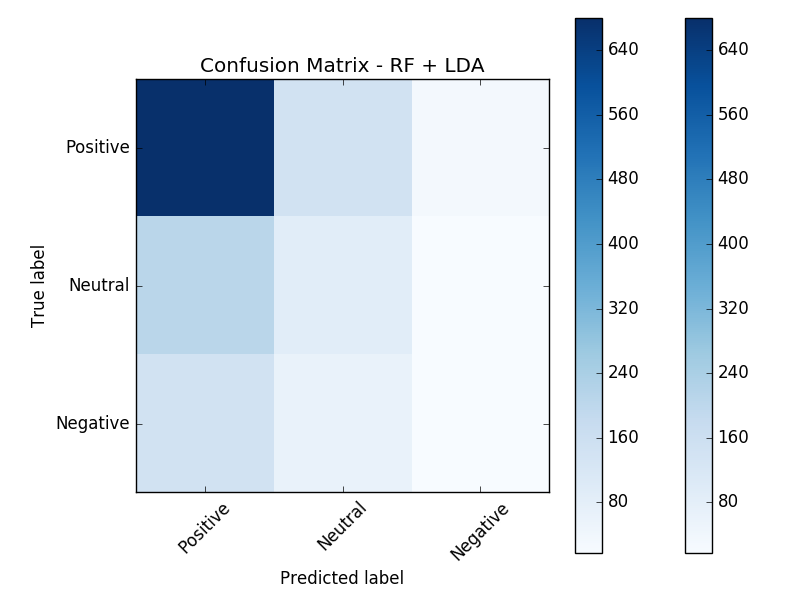 Confusion Matrix - RF + LDA
True label
Positive
Neutral
Negative
Positive
Neutral
Negative
Predicted label
640
560
480
400
320
240
160
80
640
560
480
400
320
240
160
80